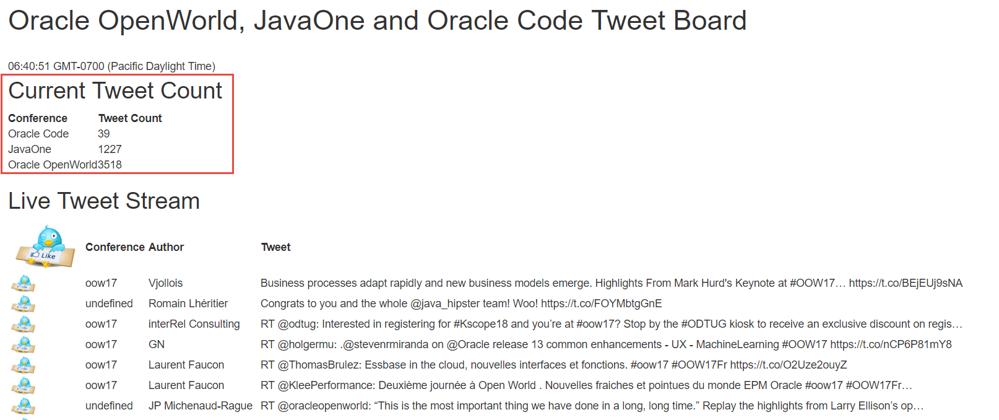 Oracle OpenWorld, JavaOne and Oracle Code Tweet Board
06:40:51 GMT-0700 (Pacific Daylight Time)
Current Tweet Count
Conference Tweet Count
Oracle Code 39
JavaOne 1227
Oracle OpenWorld 3518
Live Tweet Stream
Like
Conference Author Tweet
oow17 Vjollois Business processes adapt rapidly and new business models emerge. Highlights From Mark Hurd's Keynote at #OOW17… https://t.co/BEjEUj9sNA
undefined Romain Lhéritier Congrats to you and the whole @java_hipster team! Woo! https://t.co/FOYMbtgGnE
oow17 interRel Consulting RT @odtug: Interested in registering for #Kscope18 and you’re at #oow17? Stop by the #ODTUG kiosk to receive an exclusive discount on regis…
oow17 GN RT @holgermu: .@stevenrmiranda on @Oracle release 13 common enhancements - UX - MachineLearning #OOW17 https://t.co/nCP6P81mY8
oow17 Laurent Faucon RT @ThomasBrulez: Essbase in the cloud, nouvelles interfaces et fonctions. #oow17 #OOW17Fr https://t.co/O2Uze2ouyZ
oow17 Laurent Faucon RT @KleePerformance: Deuxième journée à Open World . Nouvelles fraiches et pointues du monde EPM Oracle #oow17 #OOW17Fr…
undefined JP Michenaud-Rague RT @oracleopenworld: “This is the most important thing we have done in a long, long time.” Replay the highlights from Larry Ellison’s op…